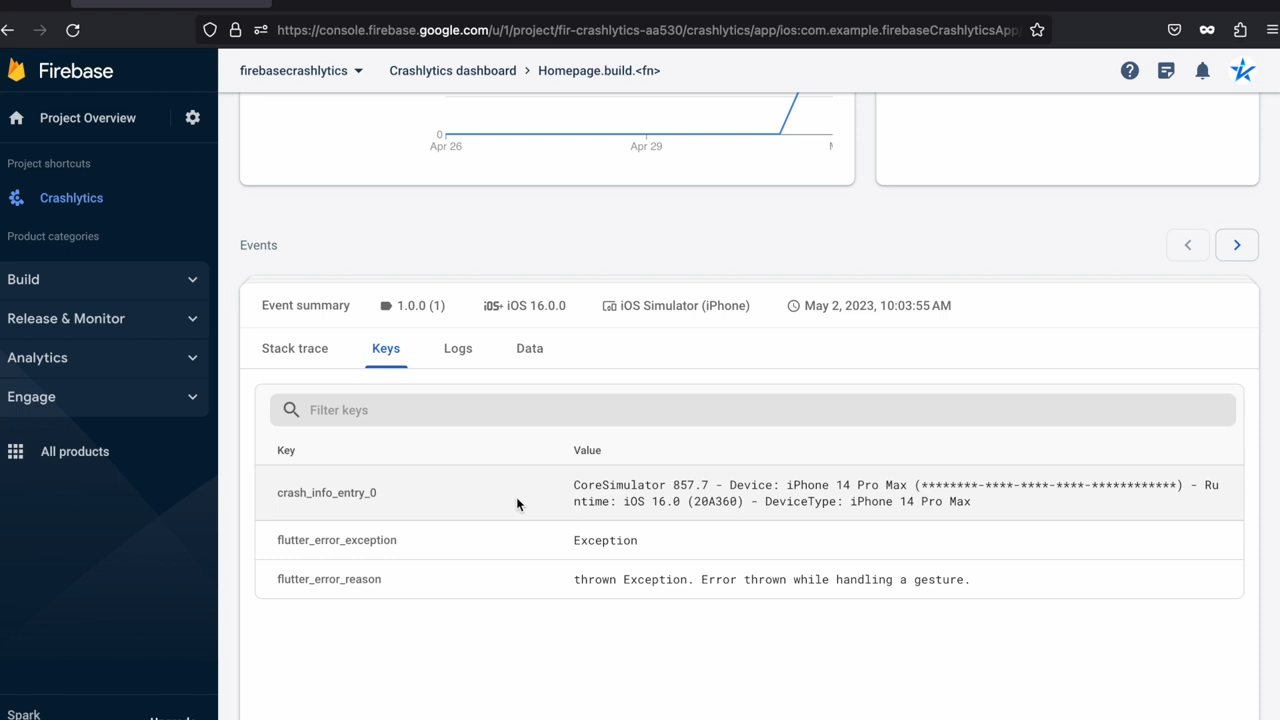 https://console.firebase.google.com/u/1/project/fir-crashlytics-aa530/crashlytics/app/ios:com.example.firebaseCrashlyticsApp
Firebase
firebasecrashlytics
Crashlytics dashboard
Homepage.build.<fn>
Project Overview
Project shortcuts
Crashlytics
Product categories
Build
Release & Monitor
Analytics
Engage
All products
Spark
0
Apr 26
Apr 29
Events
Event summary
1.0.0 (1)
iOS+ iOS 16.0.0
iOS Simulator (iPhone)
May 2, 2023, 10:03:55 AM
Stack trace
Keys
Logs
Data
Filter keys
Key
Value
crash_info_entry_0
CoreSimulator 857.7 - Device: iPhone 14 Pro Max (********-****-****-****-************) - Ru
ntime: iOS 16.0 (20A360) - DeviceType: iPhone 14 Pro Max
flutter_error_exception
Exception
flutter_error_reason
thrown Exception. Error thrown while handling a gesture.